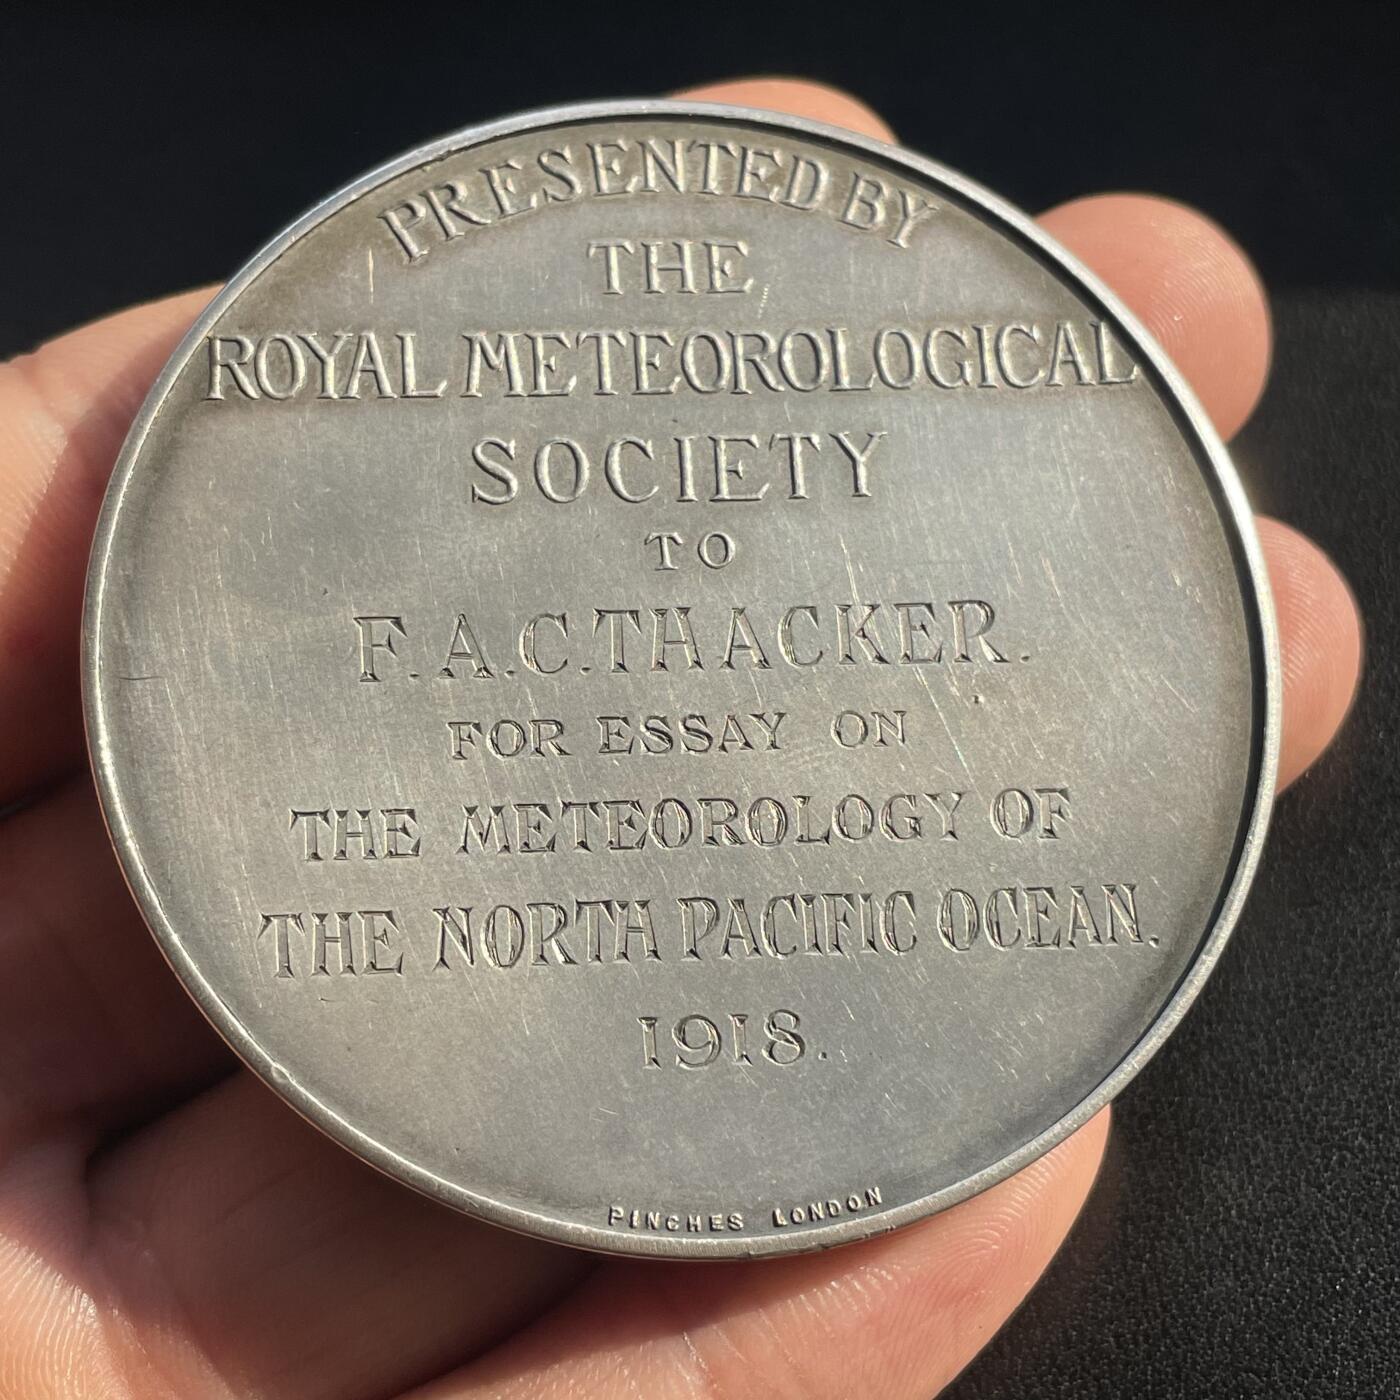 PRESENTED BY
THE
ROYAL METEOROLOGICAL
SOCIETY
TO
F.A.C.THACKER.
FOR ESSAY ON
THE METEOROLOGY OF
THE NORTH PACIFIC OCEAN.
1918.
PINCHES LONDON